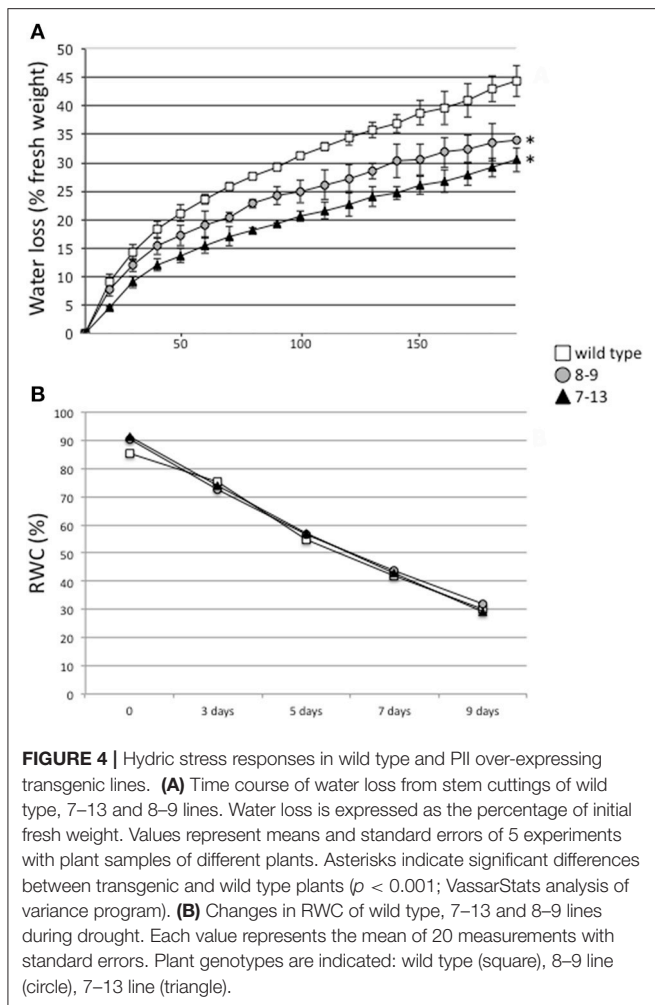 A
Water loss (% fresh weight)
50
45
40
35
30
25
20
15
10
5
0
*
*
50
100
150
wild type
8-9
7-13
B
RWC (%)
100
90
80
70
60
50
40
30
20
10
0
0
3 days
5 days
7 days
9 days
FIGURE 4 | Hydric stress responses in wild type and PII over-expressing
transgenic lines. (A) Time course of water loss from stem cuttings of wild
type, 7–13 and 8–9 lines. Water loss is expressed as the percentage of initial
fresh weight. Values represent means and standard errors of 5 experiments
with plant samples of different plants. Asterisks indicate significant differences
between transgenic and wild type plants (p < 0.001; VassarStats analysis of
variance program). (B) Changes in RWC of wild type, 7–13 and 8–9 lines
during drought. Each value represents the mean of 20 measurements with
standard errors. Plant genotypes are indicated: wild type (square), 8–9 line
(circle), 7–13 line (triangle).